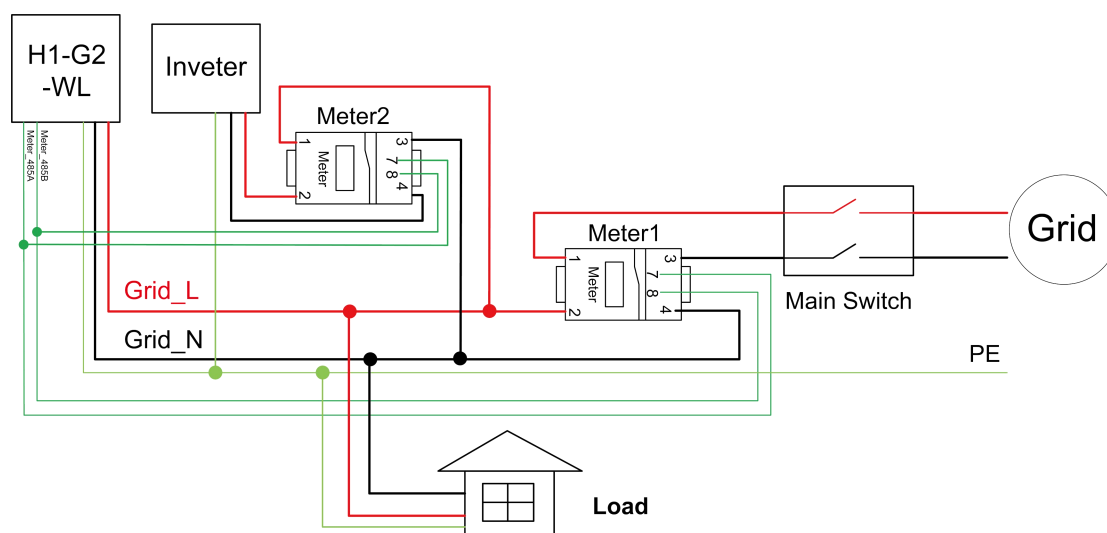 H1-G2
-WL
Inveter
Meter_485B
Meter_485A
Meter2
1
2
Meter
3
7
8
4
Meter1
1
2
Meter
3
7
8
4
Main Switch
Grid
Grid_L
Grid_N
PE
Load